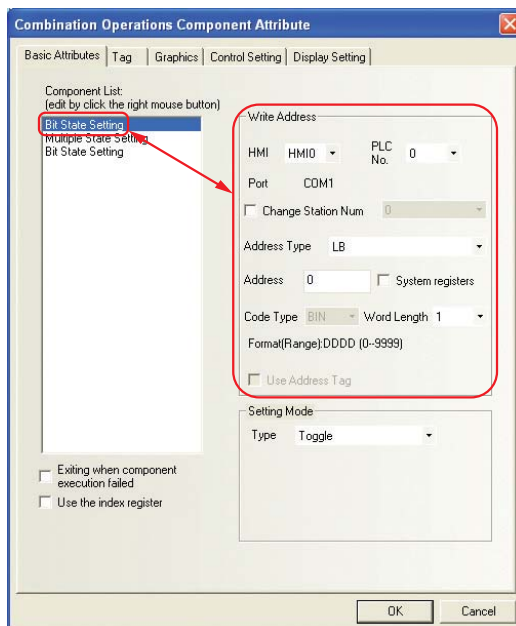 Combination Operations Component Attribute
Basic Attributes Tag Graphics Control Setting Display Setting
Component List:
(edit by click the right mouse button)
Bit State Setting
Multiple State Setting
Bit State Setting
Exiting when component
execution failed
Use the index register
Write Address
HMI HMI0 PLC No. 0
Port COM1
Change Station Num 0
Address Type LB
Address 0 System registers
Code Type BIN Word Length 1
Format(Range):DDDD (0--9999)
Use Address Tag
Setting Mode
Type Toggle
OK Cancel